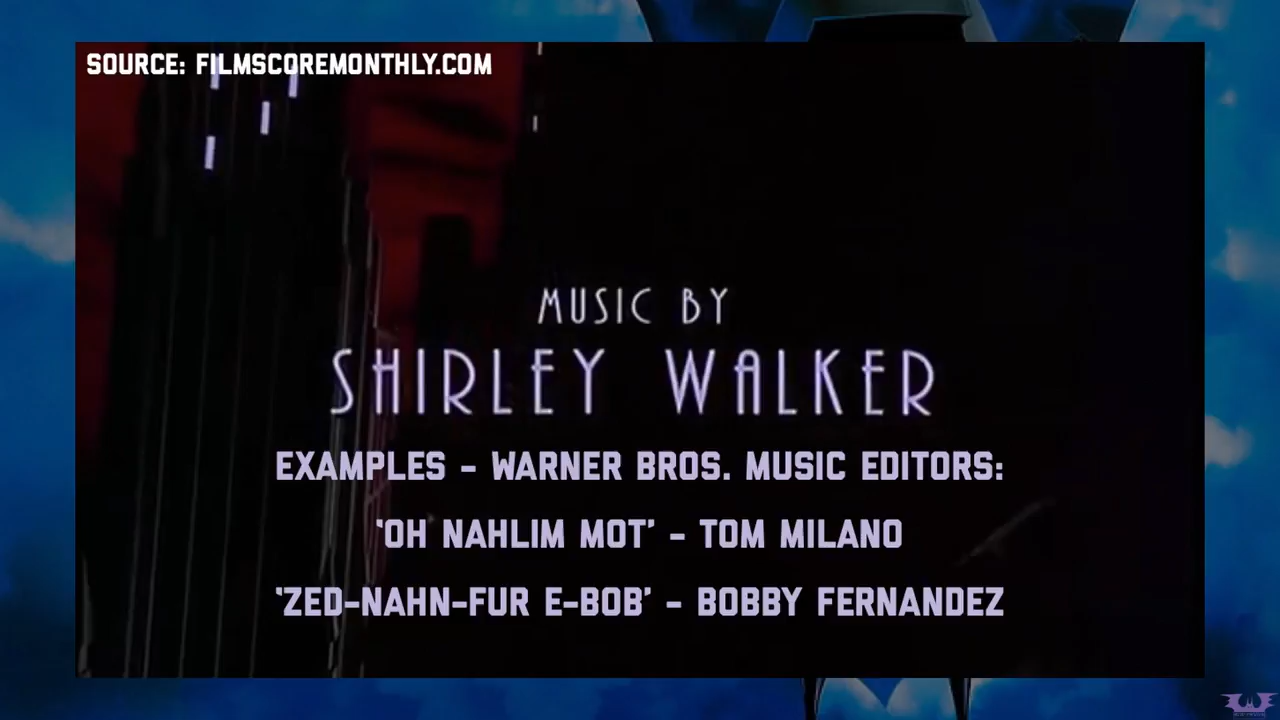 SOURCE: FILMSCOREMONTHLY.COM
MUSIC BY
SHIRLEY WALKER
EXAMPLES - WARNER BROS. MUSIC EDITORS:
'OH NAHLIM MOT' - TOM MILANO
'ZED-NAHN-FUR E-BOB' - BOBBY FERNANDEZ